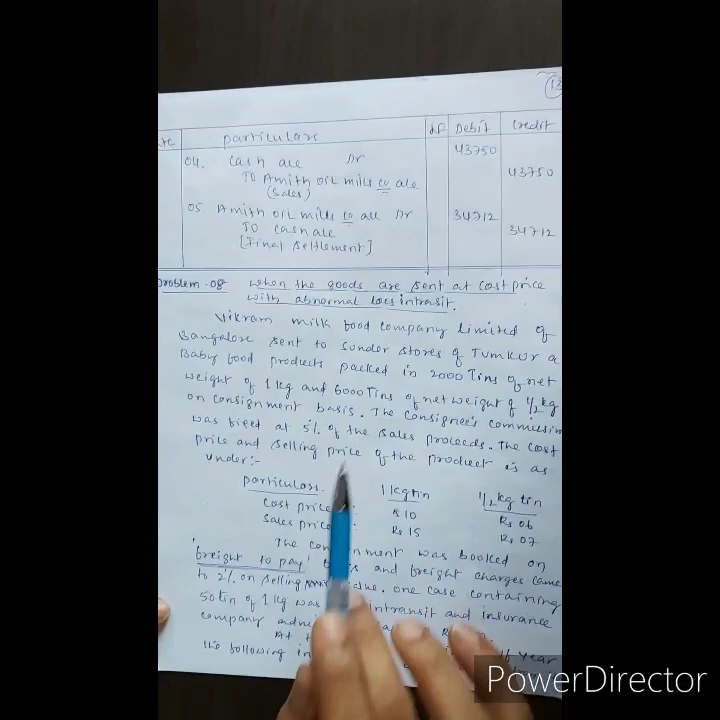 13
particulars LF Debit Credit
04. Cash a/c Dr 43750
To Amith oil mills co a/c 43750
(Sales)
05 Amith oil mills co a/c Dr 34712
To cash a/c 34712
[Final settlement]
Problem-08 When the goods are sent at cost price
with abnormal loss intrasit.
Vikram milk food company Limited of
Bangalore sent to Sunder stores of Tumkur a
Baby food products packed in 2000 Tins of net
weight of 1 kg and 6000 Tins of net weight of 1/2 kg
on consignment basis. The consignee's commission
was fixed at 5% of the sales proceeds. The cost
price and selling price of the product is as
under:-
particulars 1 kg tin 1/2 kg tin
Cost price : Rs 10 Rs 06
Sales price : Rs 15 Rs 07
The was booked on
'freight to pay' and freight charges came
to 2% on selling value. one case containing
50 tin of 1 kg was intransit and insurance
company
At year
the following
PowerDirector